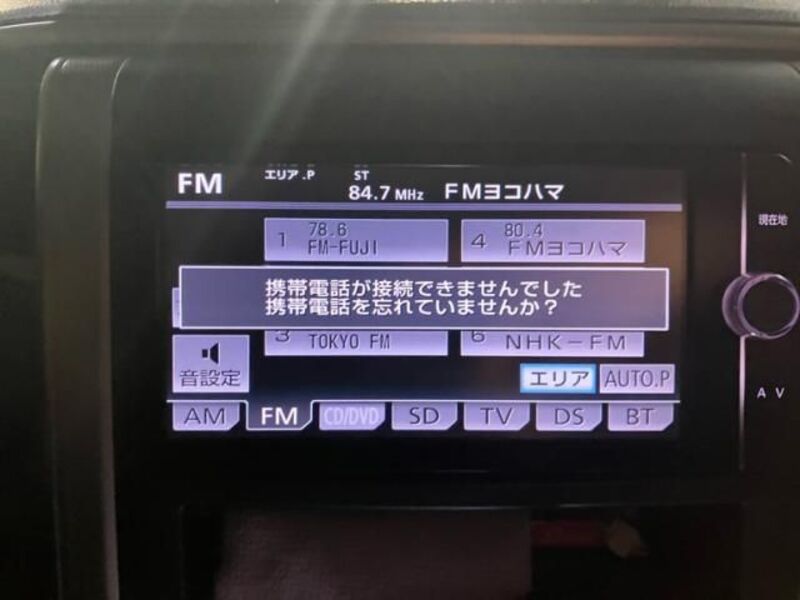 FM
エリア.P
ST
84.7 MHz FMヨコハマ
現在地
1 78.6 FM-FUJI
4 80.4 FMヨコハマ
携帯電話が接続できませんでした
携帯電話を忘れていませんか?
3 TOKYO FM
6 NHK-FM
音設定
エリア AUTO.P
A V
AM FM CD/DVD SD TV DS BT